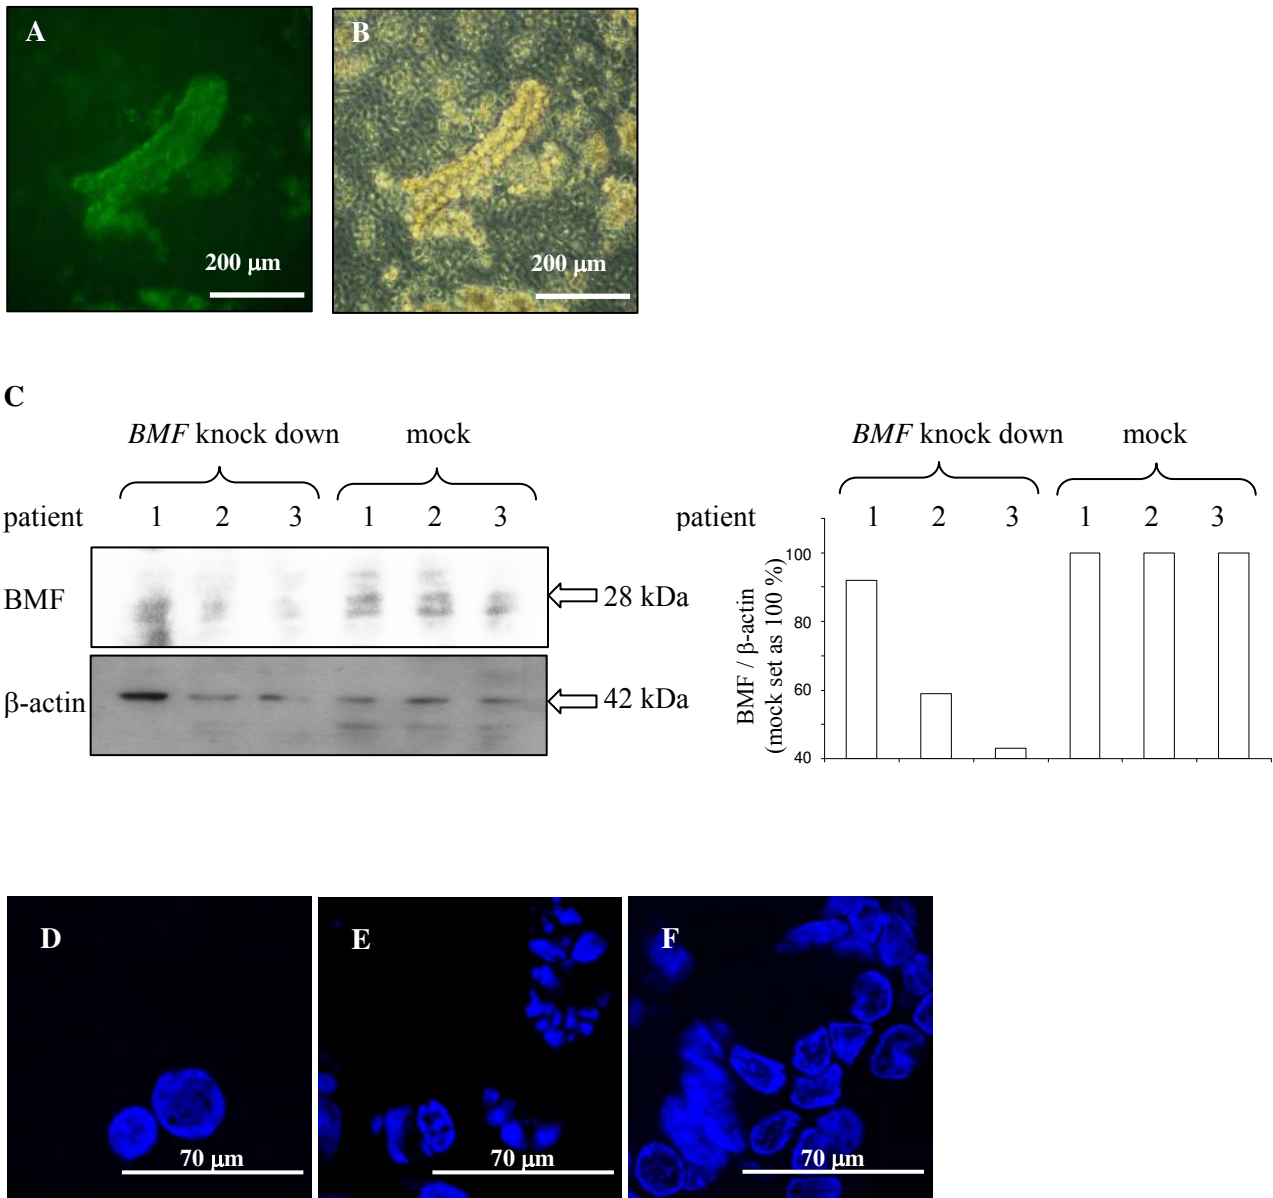 A
B
200 μm
200 μm
C
BMF knock down
mock
patient
1
2
3
1
2
3
BMF
28 kDa
β-actin
42 kDa
BMF knock down
mock
patient
1
2
3
1
2
3
BMF / β-actin
(mock set as 100 %)
100
80
60
40
D
E
F
70 μm
70 μm
70 μm